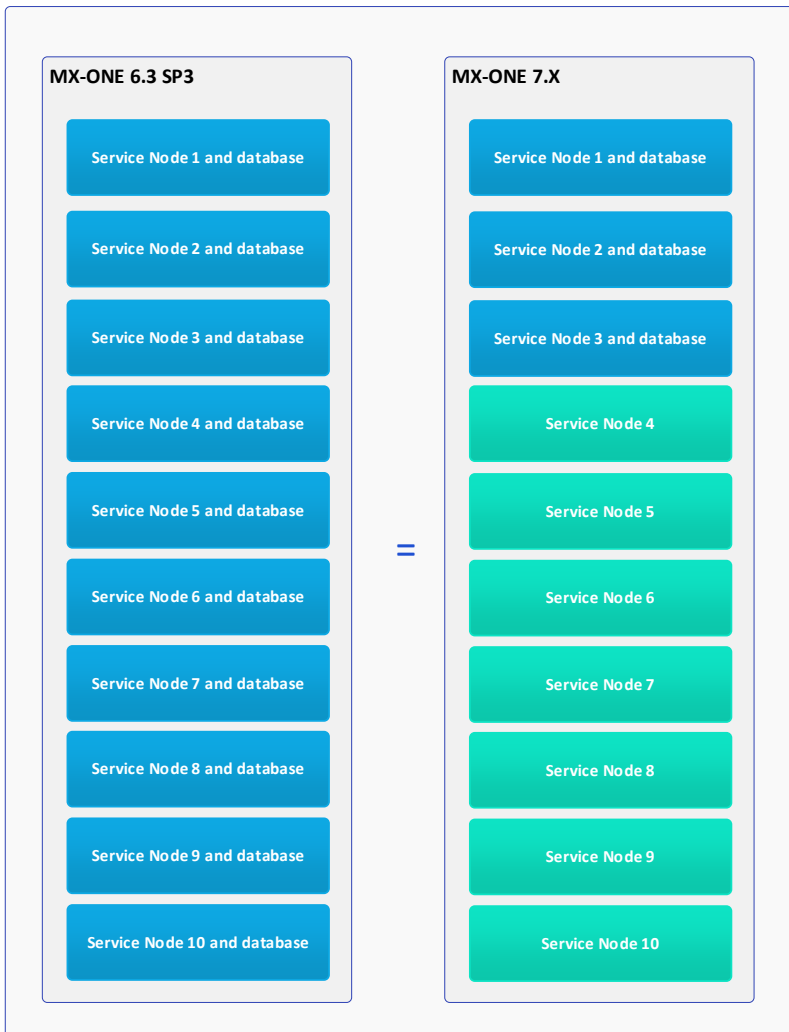 MX-ONE 6.3 SP3
Service Node 1 and database
Service Node 2 and database
Service Node 3 and database
Service Node 4 and database
Service Node 5 and database
Service Node 6 and database
Service Node 7 and database
Service Node 8 and database
Service Node 9 and database
Service Node 10 and database
=
MX-ONE 7.X
Service Node 1 and database
Service Node 2 and database
Service Node 3 and database
Service Node 4
Service Node 5
Service Node 6
Service Node 7
Service Node 8
Service Node 9
Service Node 10